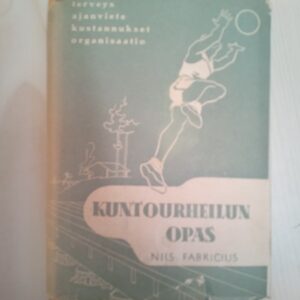 terveys
ajanviete
kustannukset
organisaatio
KUNTOURHEILUN
OPAS
NILS FABRICIUS